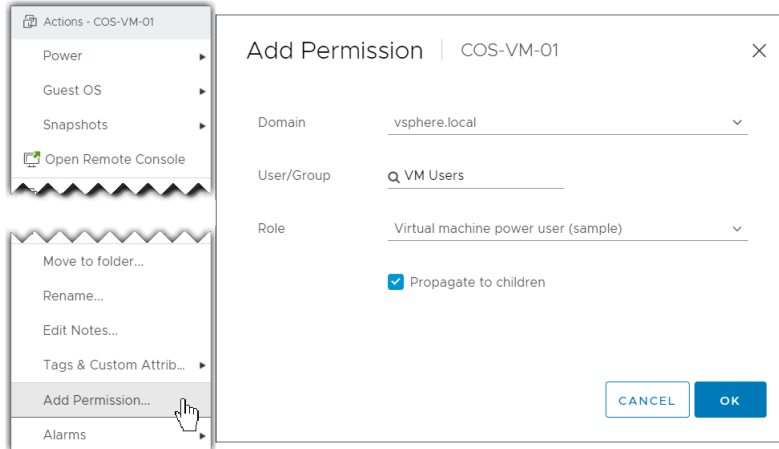 Actions - COS-VM-01
Power
Guest OS
Snapshots
Open Remote Console
Move to folder...
Rename...
Edit Notes...
Tags & Custom Attrib...
Add Permission...
Alarms
Add Permission COS-VM-01
Domain vsphere.local
User/Group VM Users
Role Virtual machine power user (sample)
Propagate to children
CANCEL OK